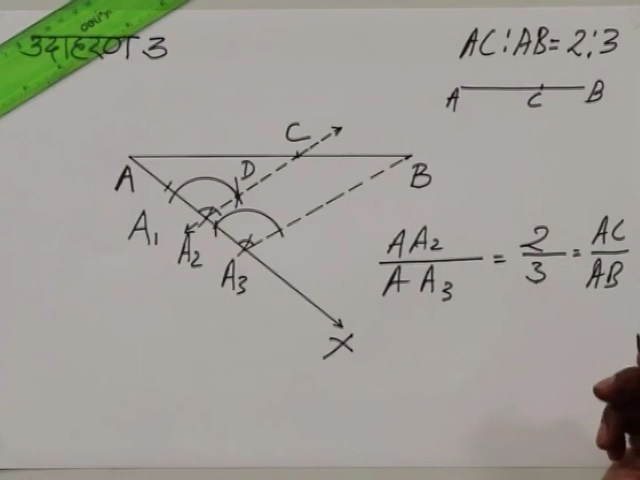 उदाहरण 3
AC:AB=2:3
A C B
C
A D B
A₁ A₂ A₃
AA₂/AA₃ = 2/3 = AC/AB
X